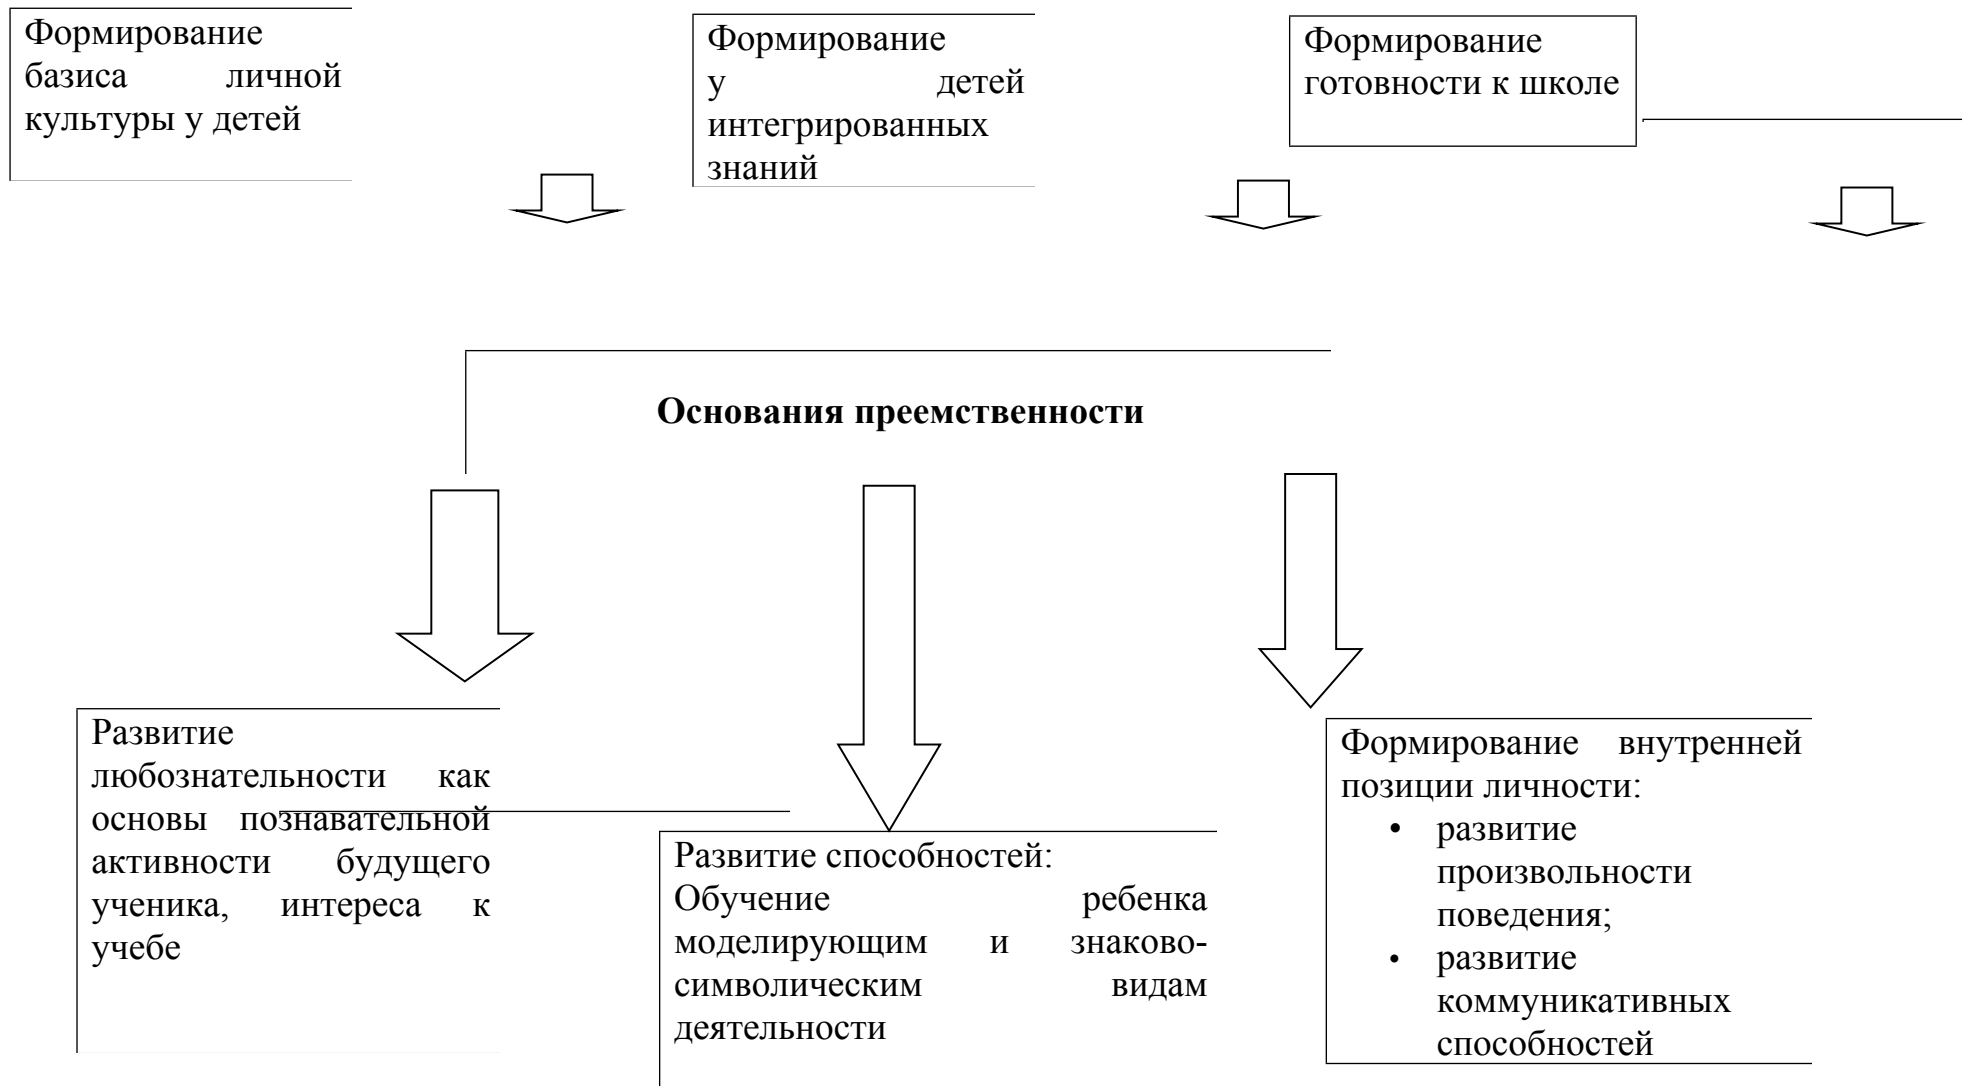 Формирование
базиса личной
культуры у детей
Формирование
у детей
интегрированных
знаний
Формирование
готовности к школе
Основания преемственности
Развитие
любознательности как
основы познавательной
активности будущего
ученика, интереса к
учебе
Развитие способностей:
Обучение ребенка
моделирующим и знаково-
символическим видам
деятельности
Формирование внутренней
позиции личности:
• развитие
произвольности
поведения;
• развитие
коммуникативных
способностей